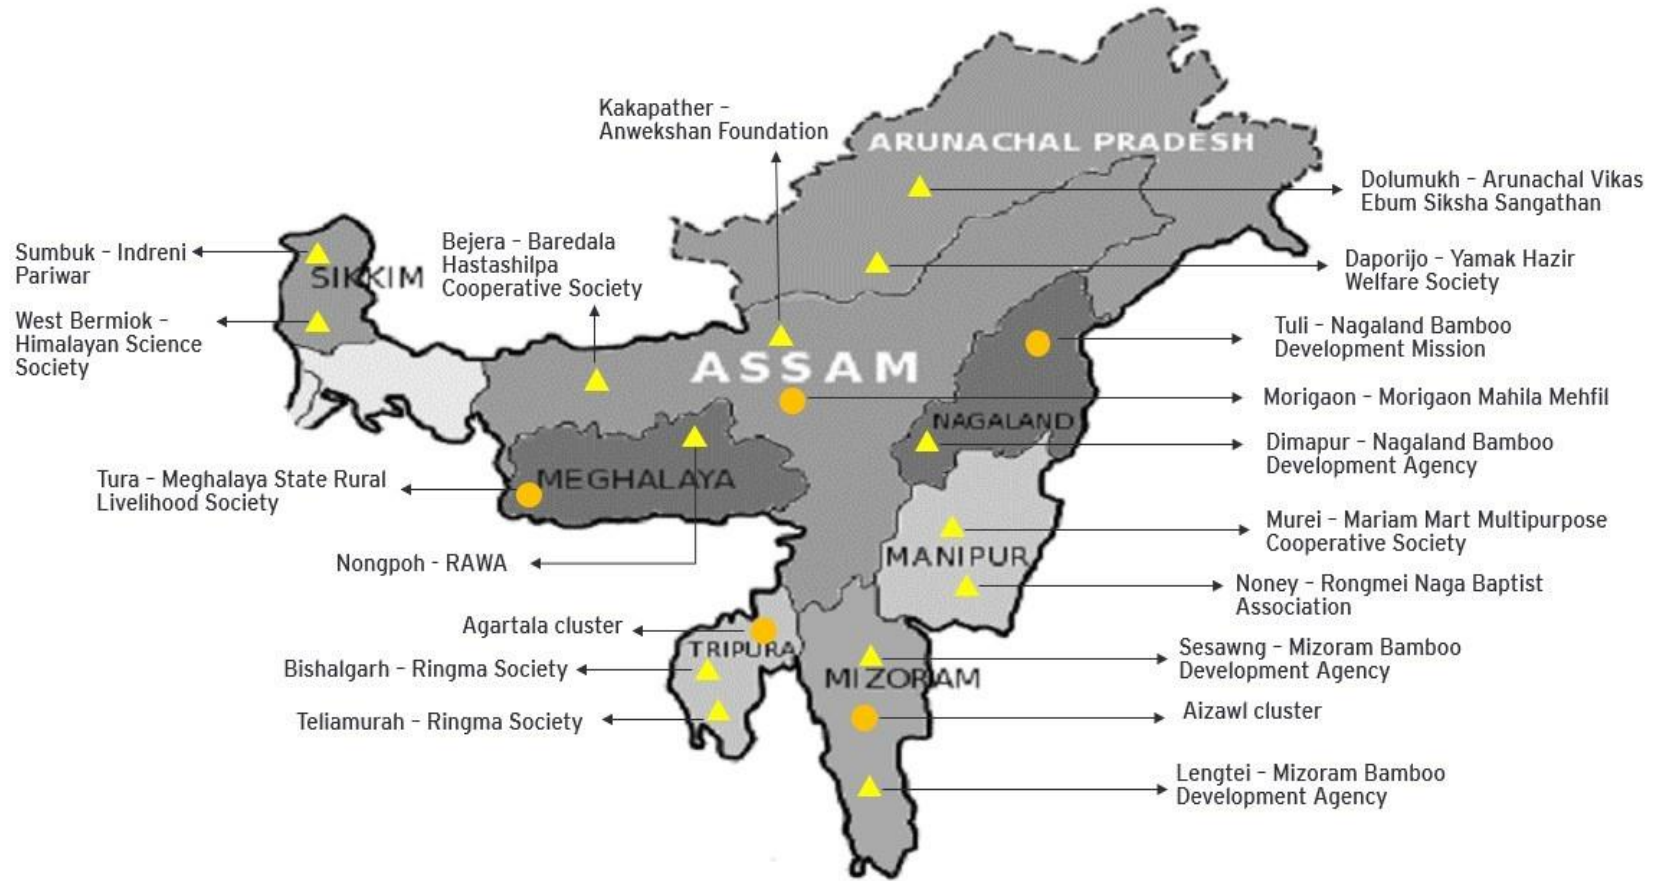 Kakapather –
Anwekshan Foundation
ARUNACHAL PRADESH
Dolumukh – Arunachal Vikas
Ebum Siksha Sangathan
Sumbuk – Indreni
Pariwar
SIKKIM
Bejera – Baredala
Hastashilpa
Cooperative Society
Daporijo – Yamak Hazir
Welfare Society
West Bermiok –
Himalayan Science
Society
Tuli – Nagaland Bamboo
Development Mission
ASSAM
Morigaon – Morigaon Mahila Mehfil
NAGALAND
Dimapur – Nagaland Bamboo
Development Agency
Tura – Meghalaya State Rural
Livelihood Society
MEGHALAYA
Murei – Mariam Mart Multipurpose
Cooperative Society
MANIPUR
Nongpoh - RAWA
Noney – Rongmei Naga Baptist
Association
Agartala cluster
TRIPURA
Bishalgarh – Ringma Society
Sesawng – Mizoram Bamboo
Development Agency
MIZORAM
Teliamurah – Ringma Society
Aizawl cluster
Lengtei – Mizoram Bamboo
Development Agency